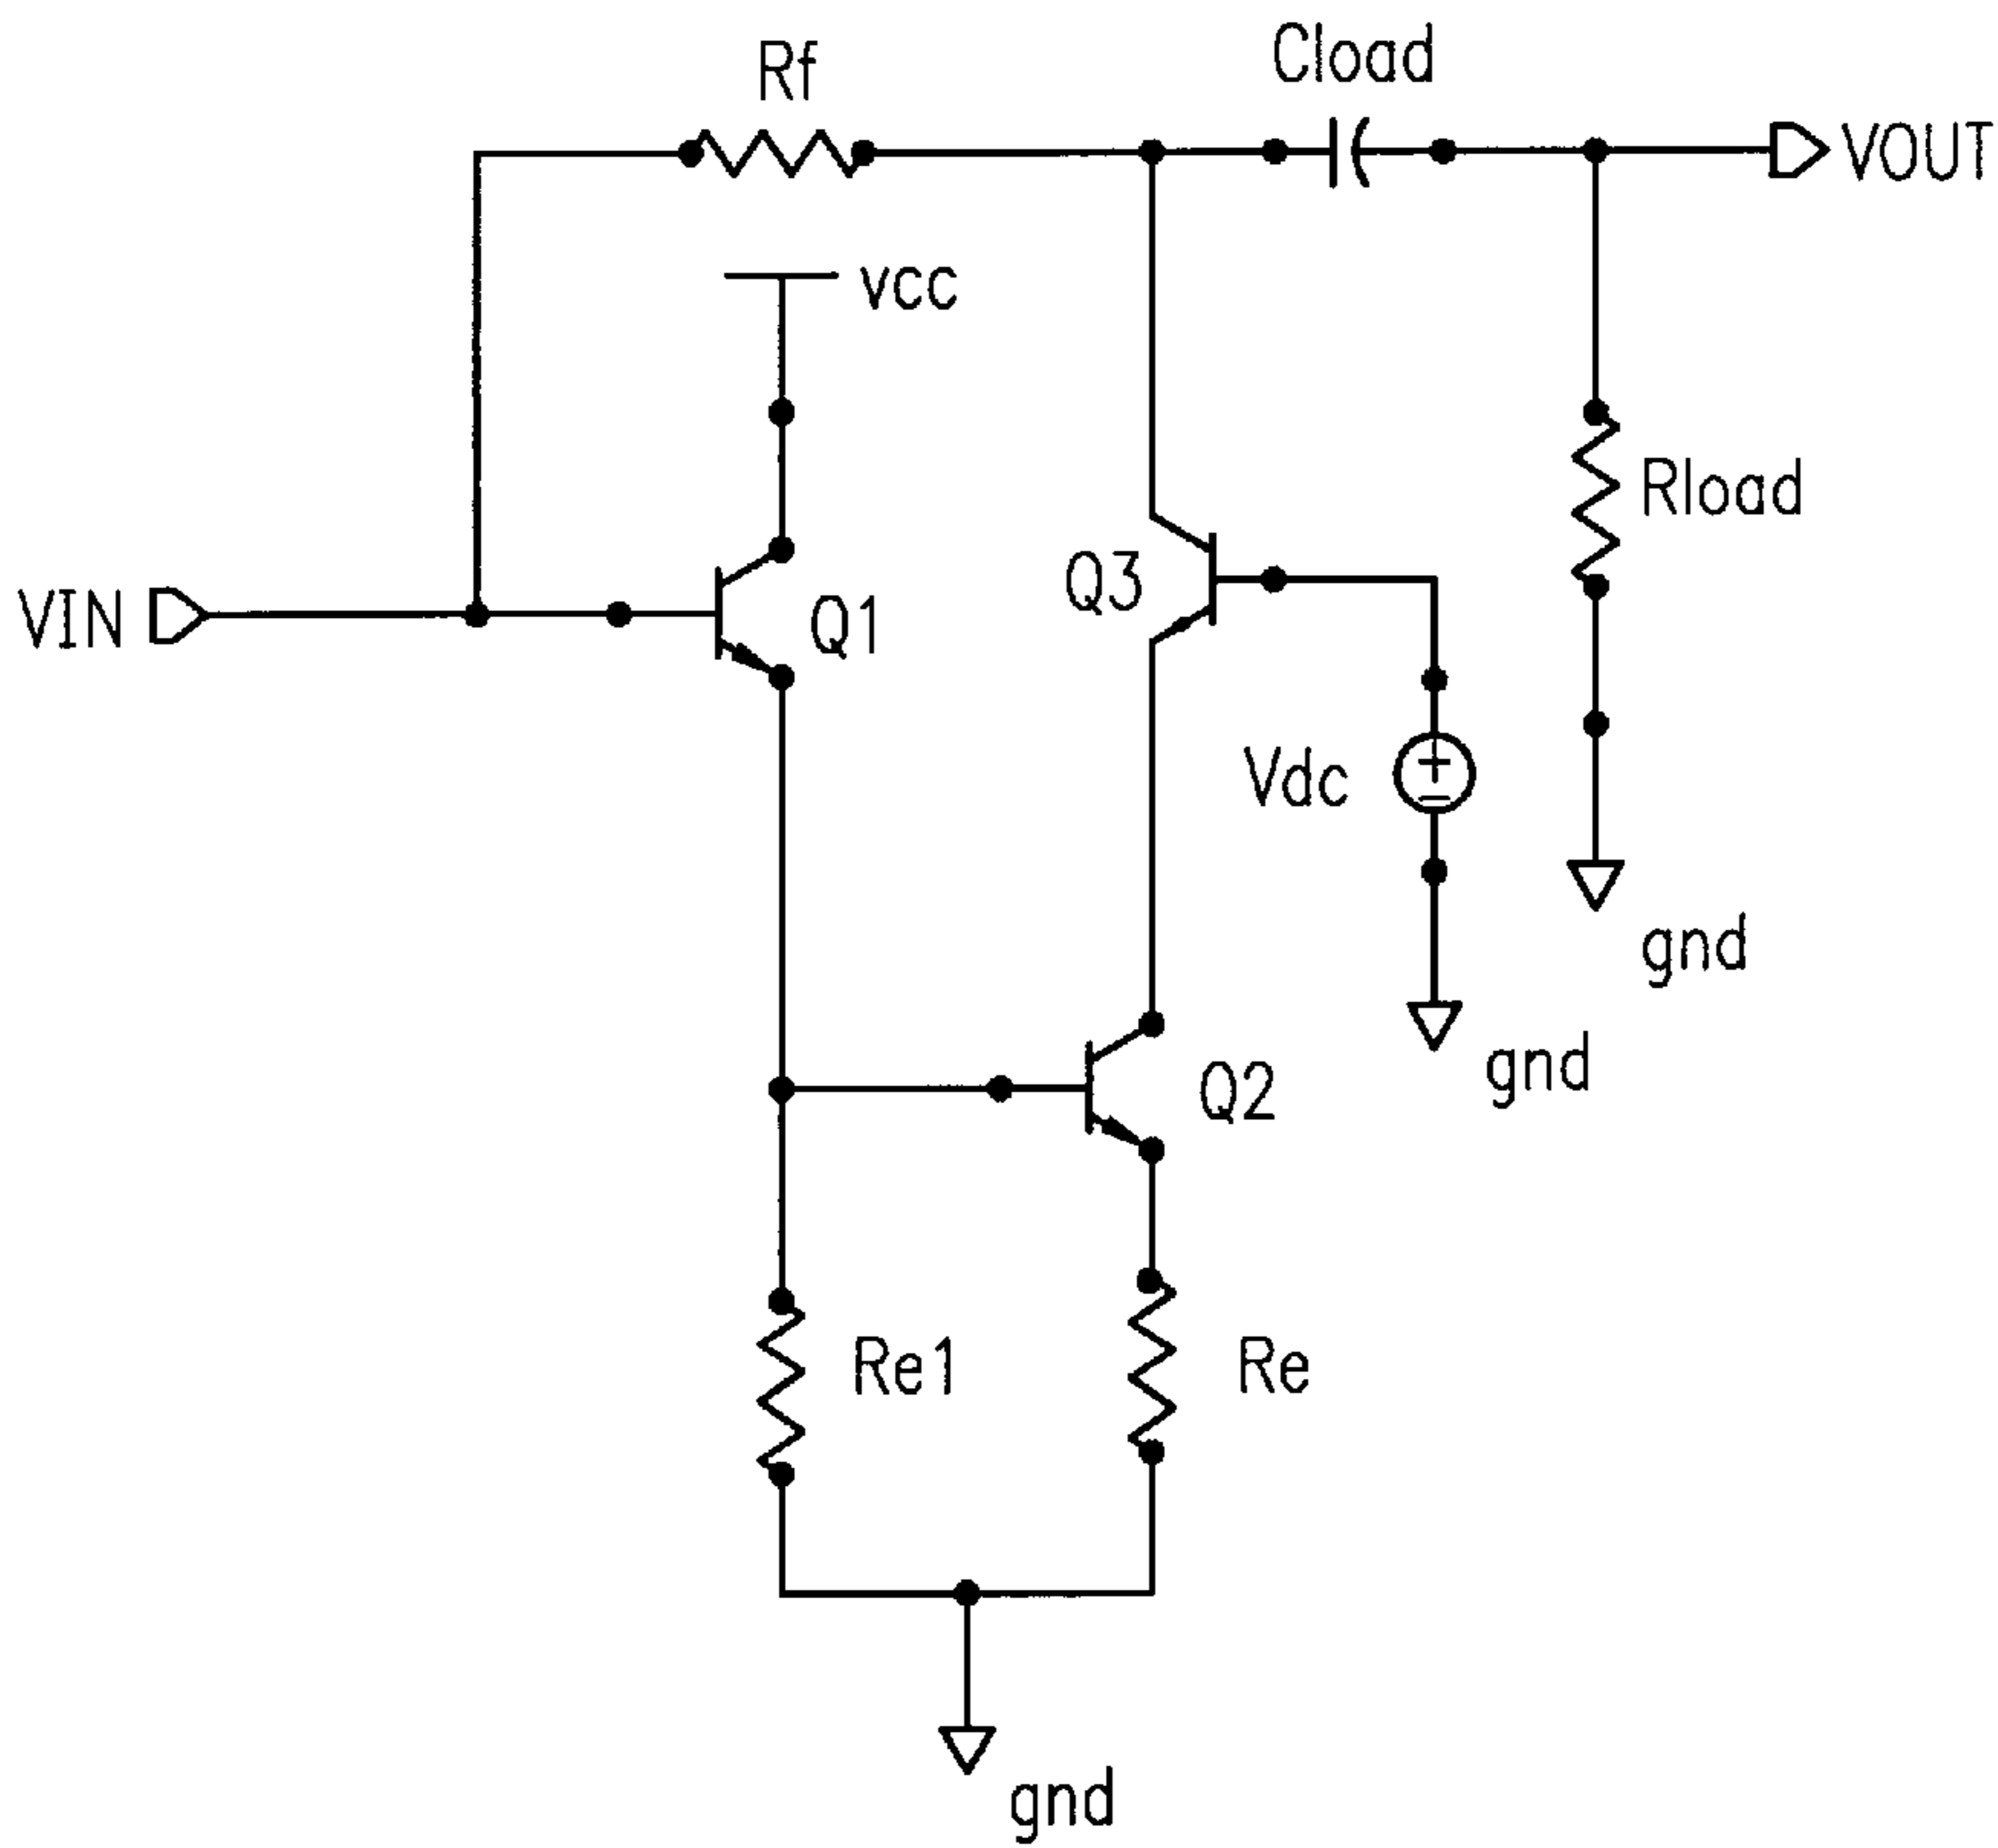 Rf
Cload
VOUT
vcc
Rload
Q3
VIN
Q1
Vdc
gnd
gnd
Q2
Re1
Re
gnd